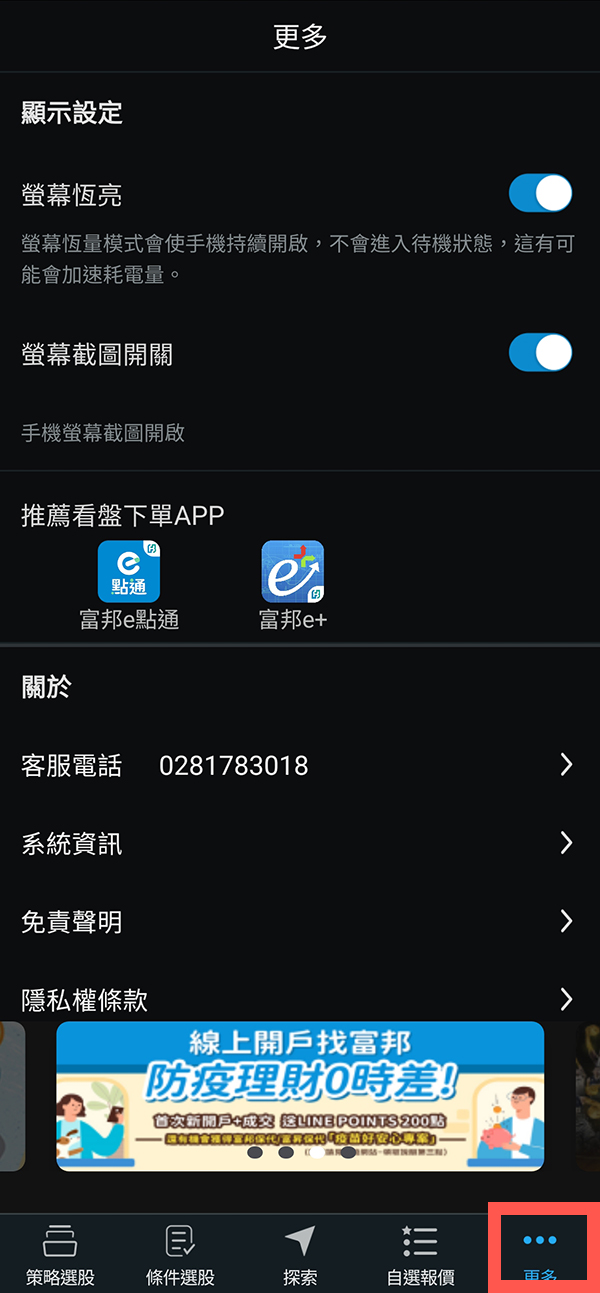 更多
顯示設定
螢幕恆亮
螢幕恆量模式會使手機持續開啟，不會進入待機狀態，這有可
能會加速耗電量。
螢幕截圖開關
手機螢幕截圖開啟
推薦看盤下單APP
e
點通
富邦e點通
e
富邦e+
關於
客服電話 0281783018
系統資訊
免責聲明
隱私權條款
線上開戶找富邦
防疫理財0時差!
首次新開戶+成交 送LINE POINTS 200點
還有機會獲得富邦保代/富昇保代「疫苗好安心專案」
策略選股 條件選股 探索 自選報價 更多